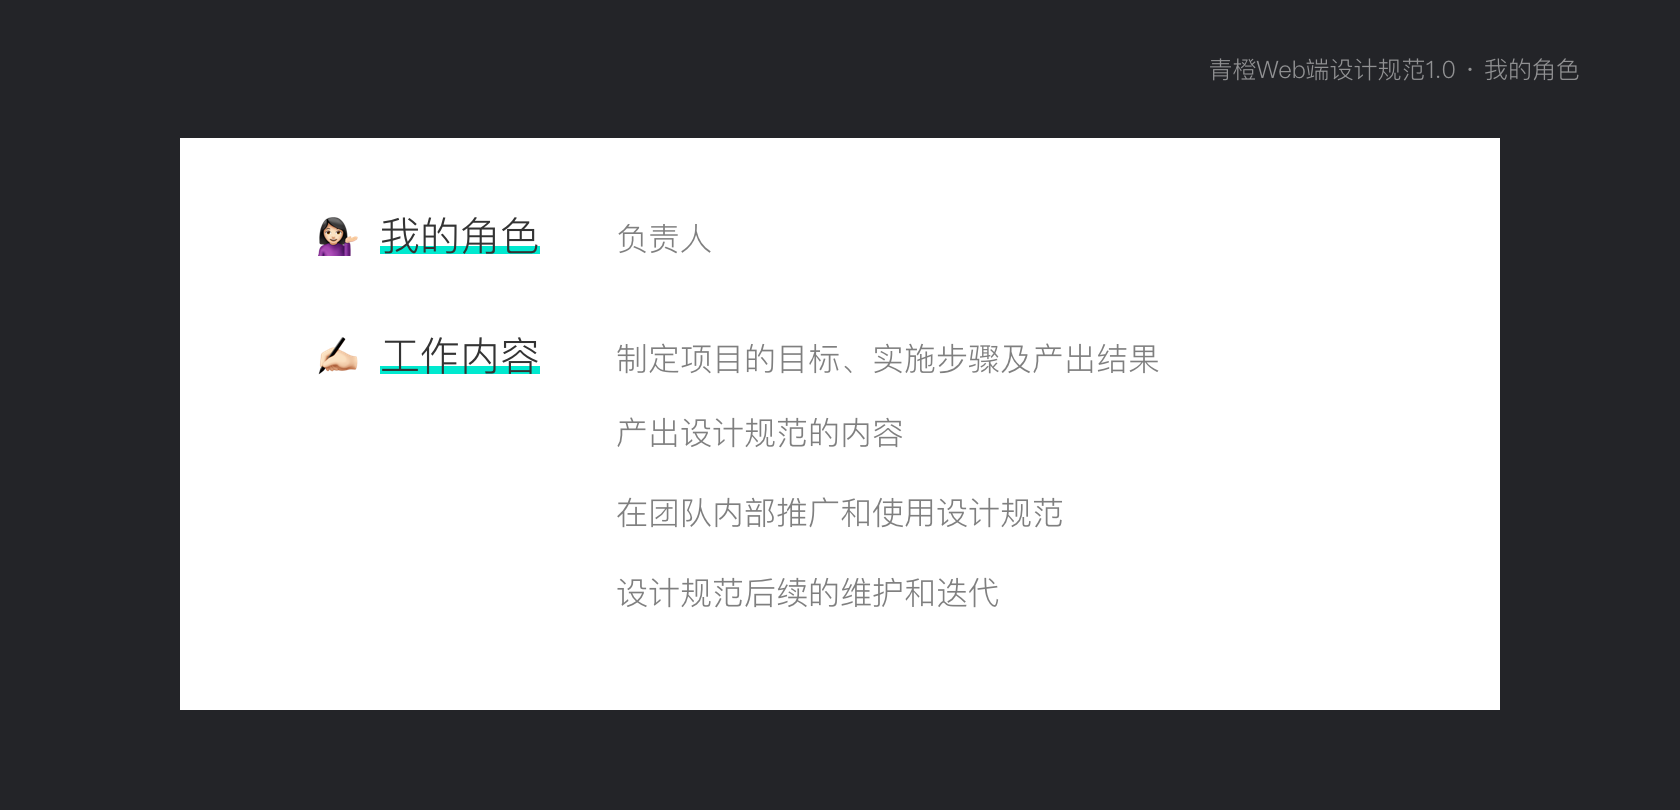 青橙Web端设计规范1.0 · 我的角色
我的角色 负责人
工作内容 制定项目的目标、实施步骤及产出结果
产出设计规范的内容
在团队内部推广和使用设计规范
设计规范后续的维护和迭代